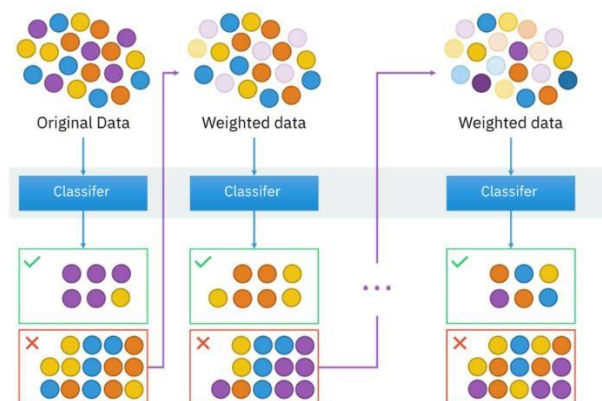 Original Data
Weighted data
Weighted data
Classifer
Classifer
Classifer